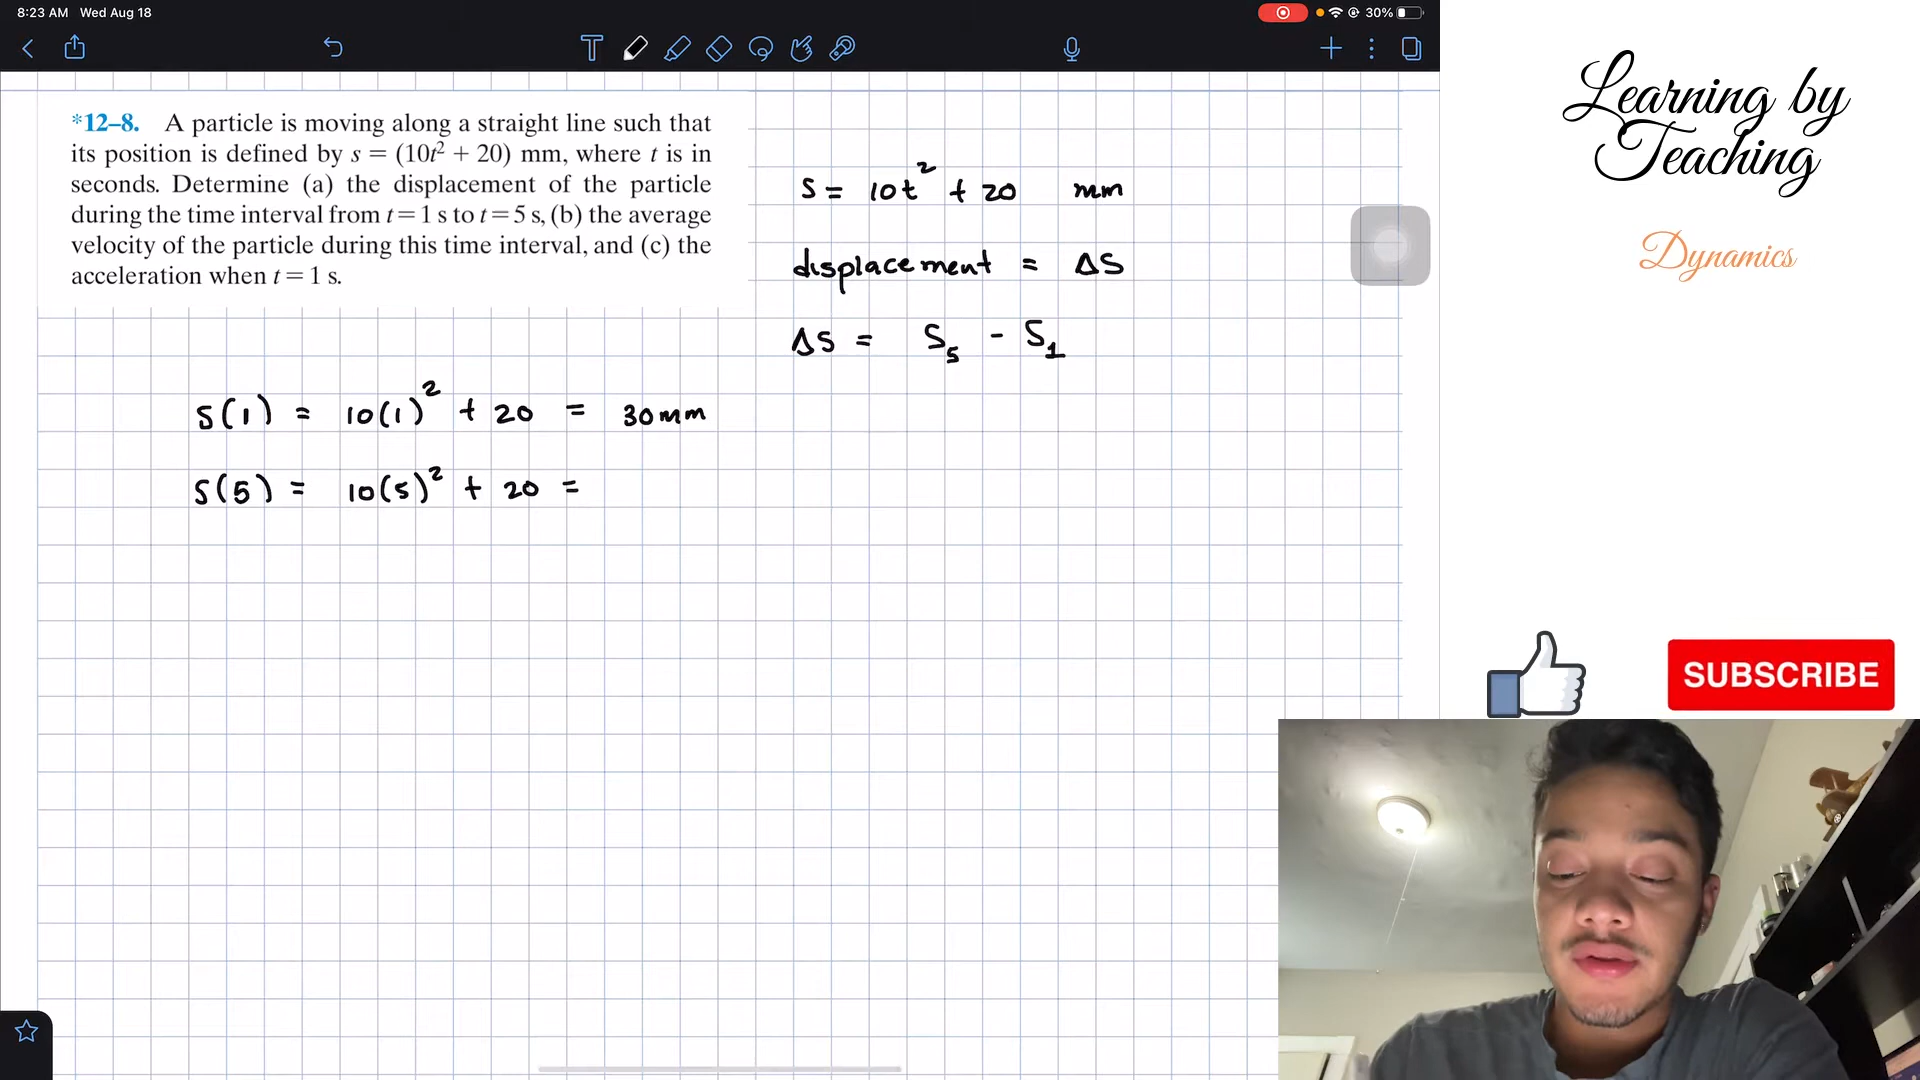 8:23 AM Wed Aug 18
30%
*12–8. A particle is moving along a straight line such that
its position is defined by s = (10t² + 20) mm, where t is in
seconds. Determine (a) the displacement of the particle
during the time interval from t = 1 s to t = 5 s, (b) the average
velocity of the particle during this time interval, and (c) the
acceleration when t = 1 s.
S = 10t² + 20 mm
displacement = ΔS
ΔS = S₅ - S₁
S(1) = 10(1)² + 20 = 30mm
S(5) = 10(5)² + 20 =
Learning by
Teaching
Dynamics
SUBSCRIBE